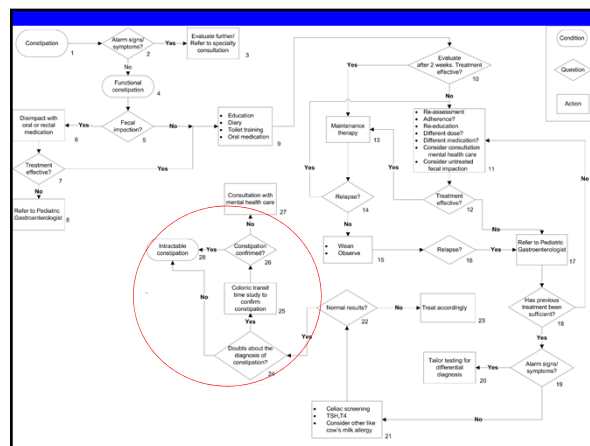 Constipation
1
Alarm signs/
symptoms?
2
Yes
Evaluate further/
Refer to specialty
consultation
3
No
Functional
constipation
4
Fecal
impaction?
5
Yes
Disimpact with
oral or rectal
medication
6
Treatment
effective?
7
Yes
No
Refer to Pediatric
Gastroenterologist
8
No
• Education
• Diary
• Toilet training
• Oral medication
9
Evaluate
after 2 weeks. Treatment
effective?
10
Yes
No
• Re-assessment
• Adherence?
• Re-education
• Different dose?
• Different medication?
• Consider consultation
mental health care
• Consider untreated
fecal impaction
11
Treatment
effective?
12
Yes
No
Maintenance
therapy
13
Relapse?
14
Yes
No
• Wean
• Observe
15
Relapse?
16
Yes
Refer to Pediatric
Gastroenterologist
17
Has previous
treatment been
sufficient?
18
No
Yes
Alarm signs/
symptoms?
19
Yes
Tailor testing for
differential
diagnosis
20
No
• Celiac screening
• TSH,T4
• Consider other like
cow's milk allergy
21
Normal results?
22
No
Treat accordingly
23
Yes
Doubts about the
diagnosis of
constipation?
24
Yes
No
Colonic transit
time study to
confirm
constipation
25
Constipation
confirmed?
26
No
Consultation with
mental health care
27
Yes
Intractable
constipation
28
Condition
Question
Action